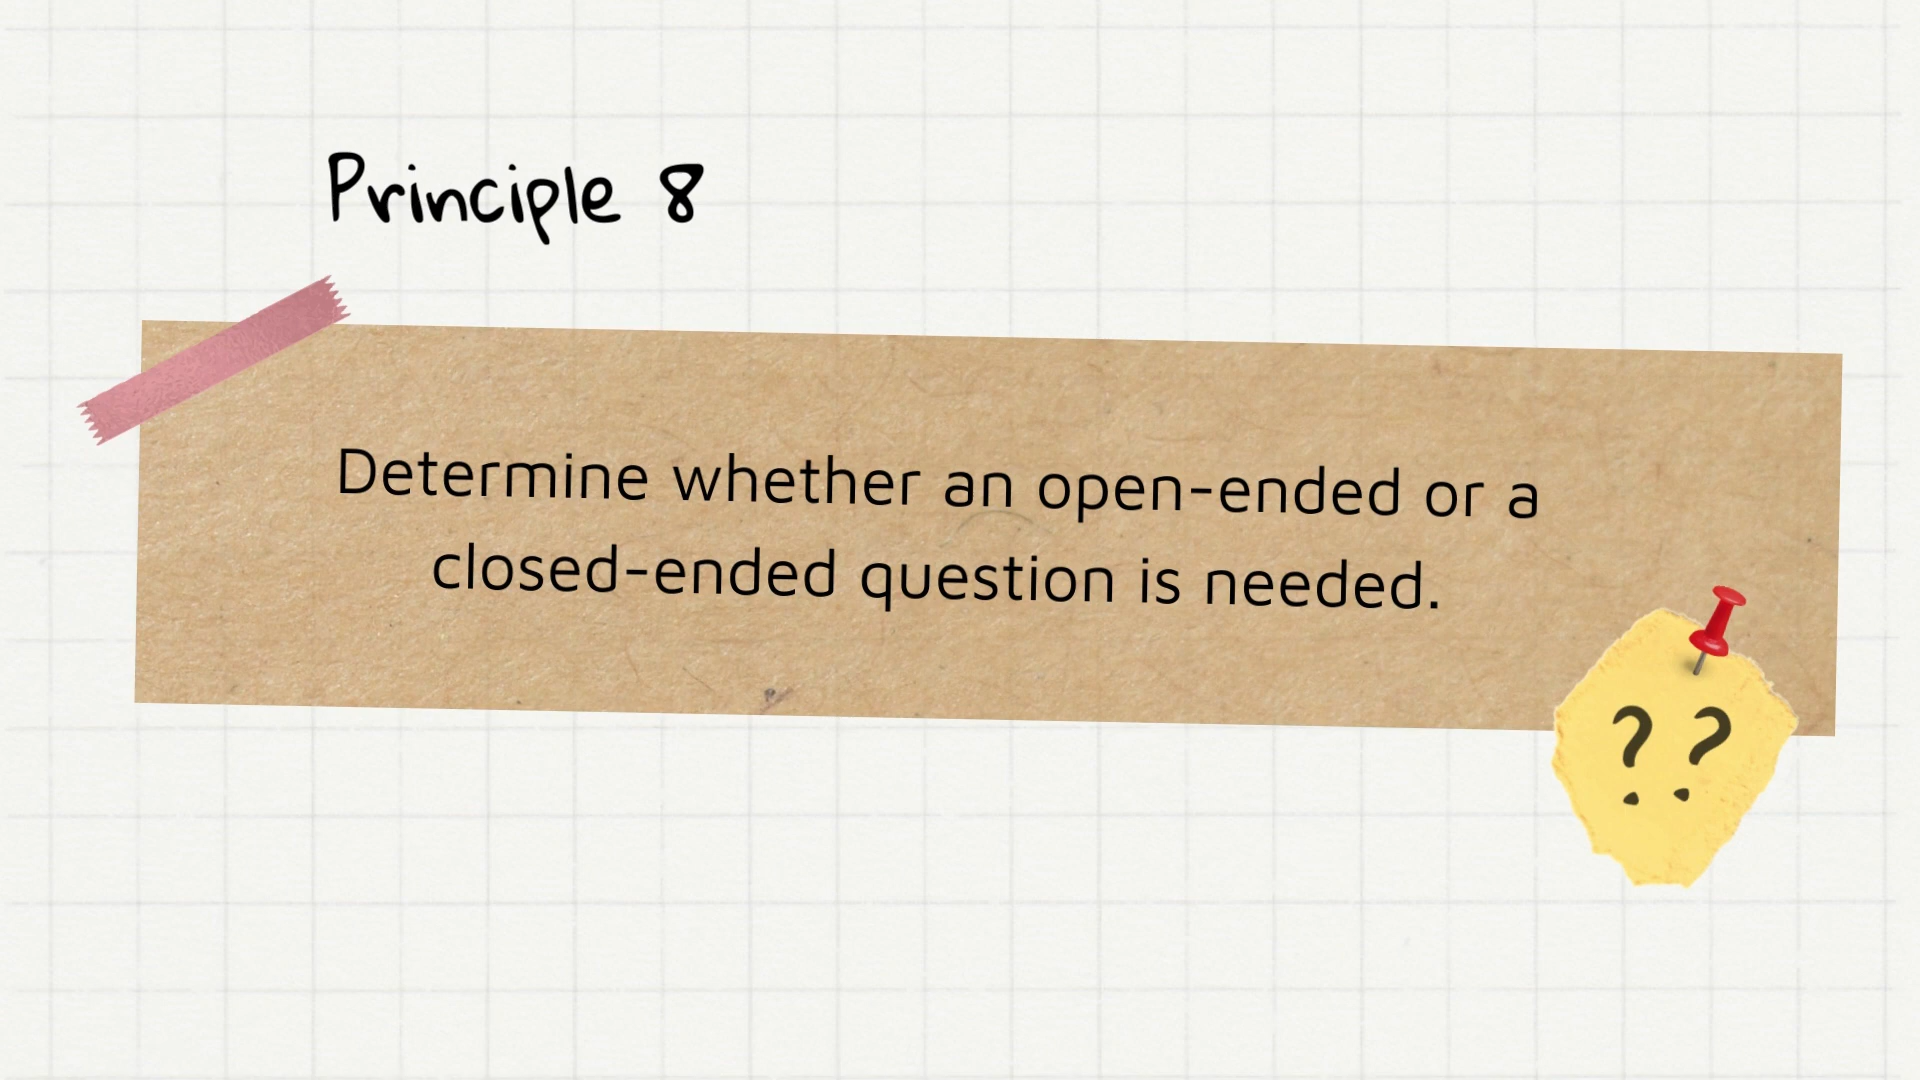 Principle 8
Determine whether an open-ended or a
closed-ended question is needed.
? ?